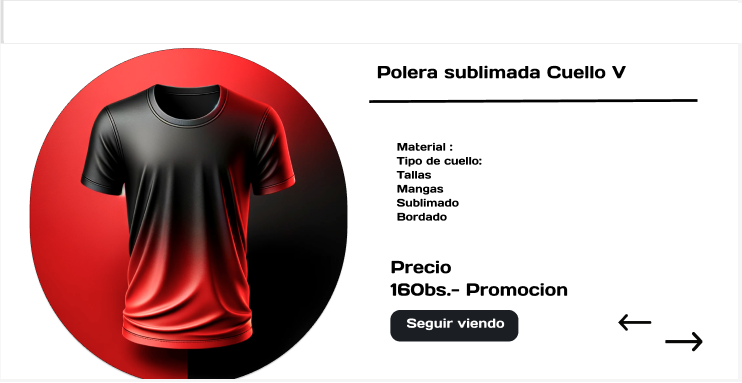 Polera sublimada Cuello V
Material :
Tipo de cuello:
Tallas
Mangas
Sublimado
Bordado
Precio
160bs.- Promocion
Seguir viendo